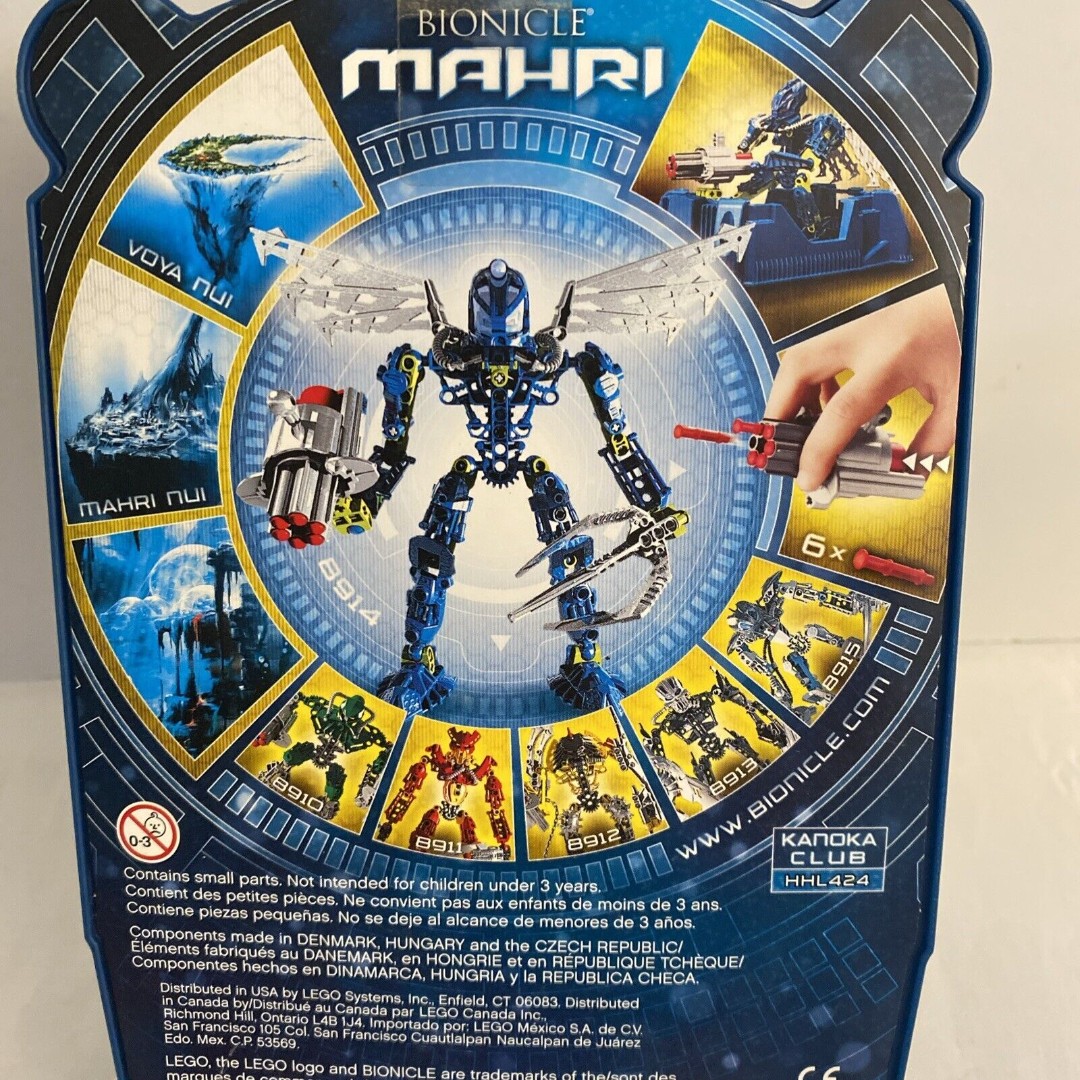 BIONICLE®
MAHRI
VOYA NUI
MAHRI NUI
6×
8914
8910
8911
8912
8913
8915
WWW.BIONICLE.COM
KANOKA
CLUB
HHL424
0-3
Contains small parts. Not intended for children under 3 years.
Contient des petites pièces. Ne convient pas aux enfants de moins de 3 ans.
Contiene piezas pequeñas. No se deje al alcance de menores de 3 años.
Components made in DENMARK, HUNGARY and the CZECH REPUBLIC/
Éléments fabriqués au DANEMARK, en HONGRIE et en RÉPUBLIQUE TCHÈQUE/
Componentes hechos en DINAMARCA, HUNGRIA y la REPUBLICA CHECA.
Distributed in USA by LEGO Systems, Inc., Enfield, CT 06083. Distributed
in Canada by/Distribué au Canada par LEGO Canada Inc.,
Richmond Hill, Ontario L4B 1J4. Importado por: LEGO México S.A. de C.V.
San Francisco 105 Col. San Francisco Cuautlalpan Naucalpan de Juárez
Edo. Mex. C.P. 53569.
LEGO, the LEGO logo and BIONICLE are trademarks of the/sont des
marques de
CE